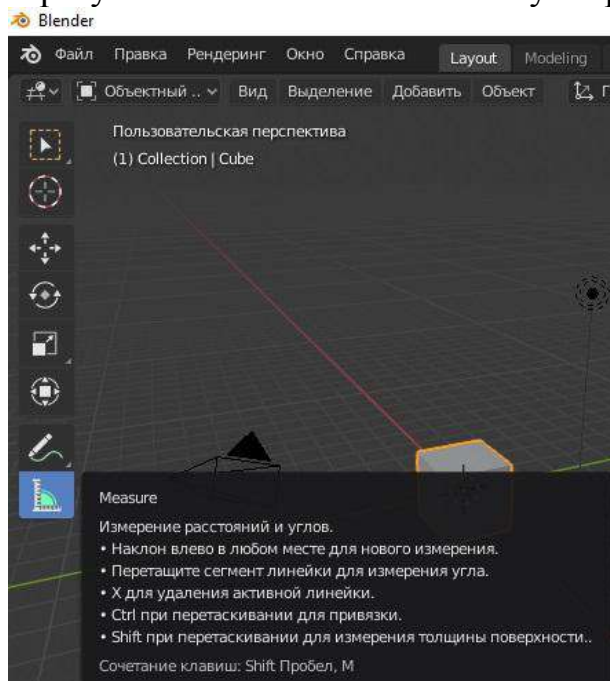 Blender
Файл Правка Рендеринг Окно Справка Layout Modeling
Объектный .. Вид Выделение Добавить Объект
Пользовательская перспектива
(1) Collection | Cube
Measure
Измерение расстояний и углов.
• Наклон влево в любом месте для нового измерения.
• Перетащите сегмент линейки для измерения угла.
• X для удаления активной линейки.
• Ctrl при перетаскивании для привязки.
• Shift при перетаскивании для измерения толщины поверхности..
Сочетание клавиш: Shift Пробел, M